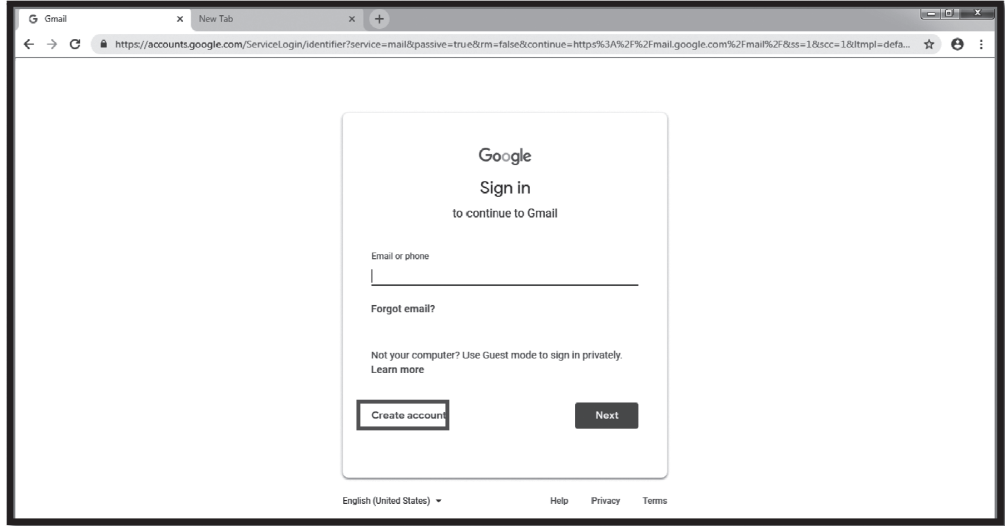 G Gmail × New Tab × +
https://accounts.google.com/ServiceLogin/identifier?service=mail&passive=true&rm=false&continue=https%3A%2F%2Fmail.google.com%2Fmail%2F&ss=1&scc=1&ltmpl=defa...
Google
Sign in
to continue to Gmail
Email or phone
Forgot email?
Not your computer? Use Guest mode to sign in privately.
Learn more
Create account Next
English (United States) Help Privacy Terms